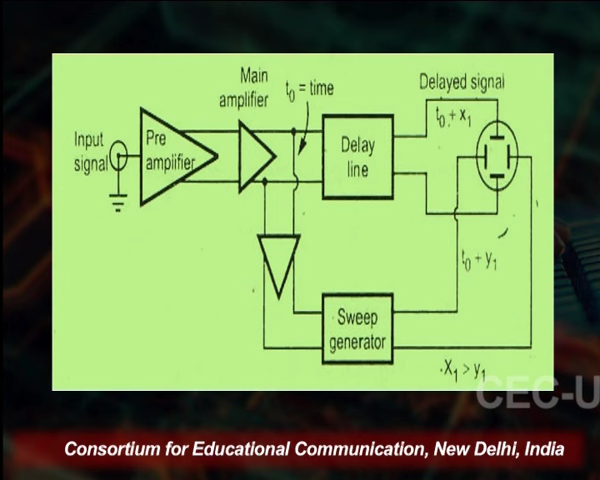 Main
amplifier
t0 = time
Delayed signal
t0 + x1
Input
signal
Pre
amplifier
Delay
line
t0 + y1
Sweep
generator
x1 > y1
CEC-U
Consortium for Educational Communication, New Delhi, India